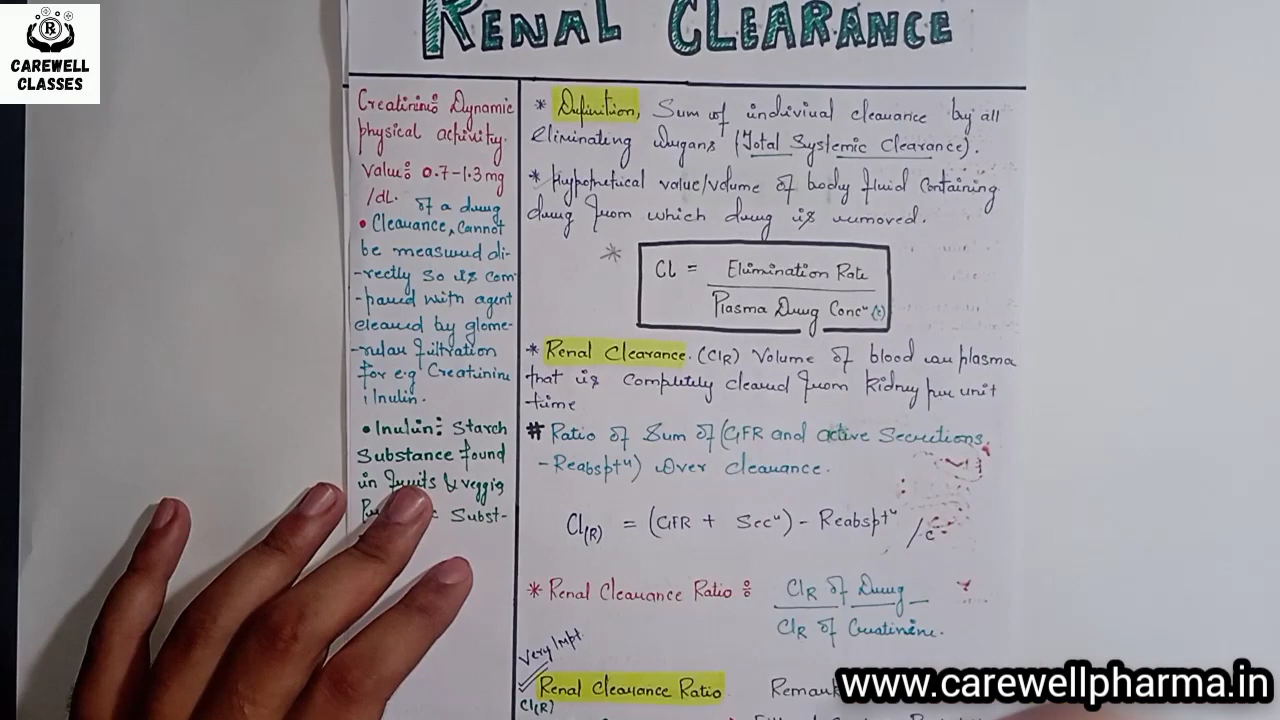 RENAL CLEARANCE
CAREWELL
CLASSES
Creatinine: Dynamic
physical activity.
Value: 0.7-1.3mg
/dL.
of a drug
• Clearance, cannot
be measured di-
-rectly so is com-
-pared with agent
cleared by glome-
-rular filtration
for e.g Creatinine
, Inulin.
• Inulin: Starch
Substance found
in fruits & veggie
Subst-
* Definition, Sum of indiviual clearance by all
eliminating organs (Total Systemic Clearance).
* Hypothetical value/volume of body fluid containing
drug from which drug is removed.
* Cl = Elimination Rate
Plasma Drug Concⁿ (c)
* Renal Clearance. (ClR) Volume of blood or plasma
that is completely cleared from kidney per unit
time
# Ratio of Sum of (GFR and active Secretions.
-Reabsptⁿ) Over clearance.
Cl(R) = (GFR + Secⁿ) - Reabsptⁿ /c
* Renal Clearance Ratio: ClR of Drug
ClR of Creatinine.
Very Impt.
Renal Clearance Ratio Remark
Cl(R)
www.carewellpharma.in